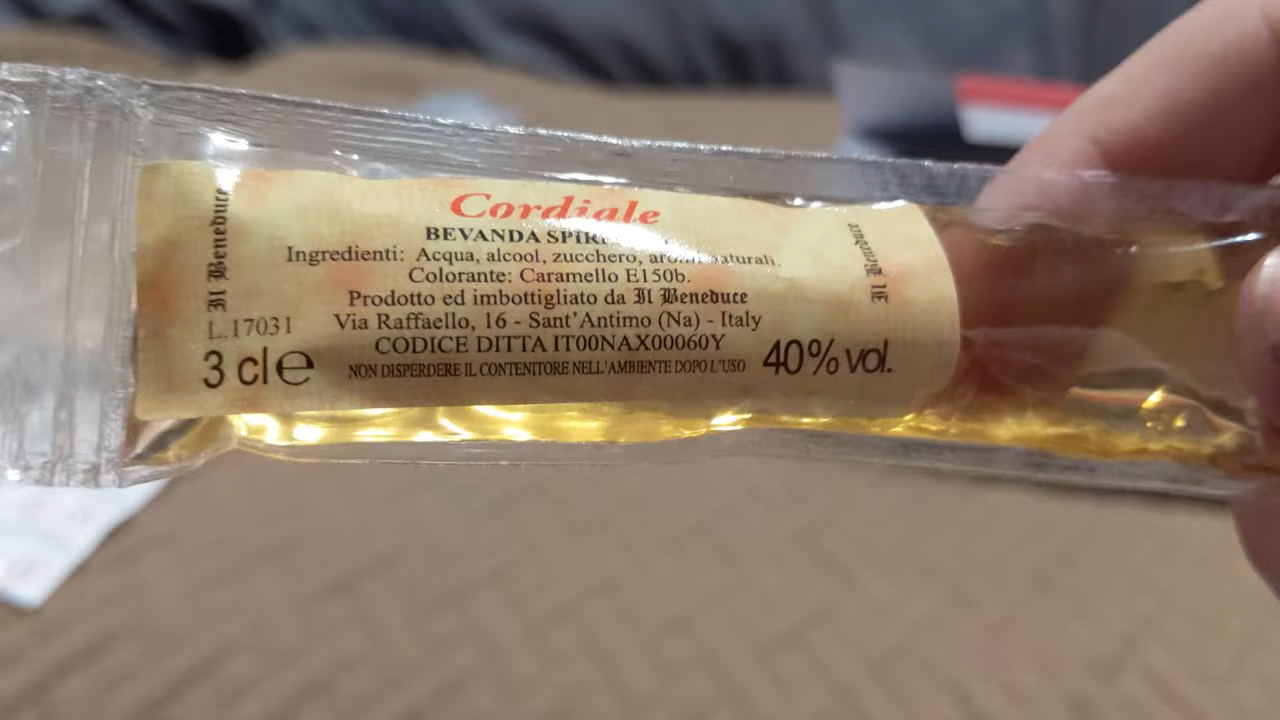 Cordiale
BEVANDA
Ingredienti: Acqua, alcool, zucchero, naturali.
Colorante: Caramello E150b.
Prodotto ed imbottigliato da Il Beneduce
Via Raffaello, 16 - Sant'Antimo (Na) - Italy
CODICE DITTA IT00NAX00060Y
NON DISPERDERE IL CONTENITORE NELL'AMBIENTE DOPO L'USO
Il Beneduce
L.17031
3 cl e
40% vol.
Il Beneduce